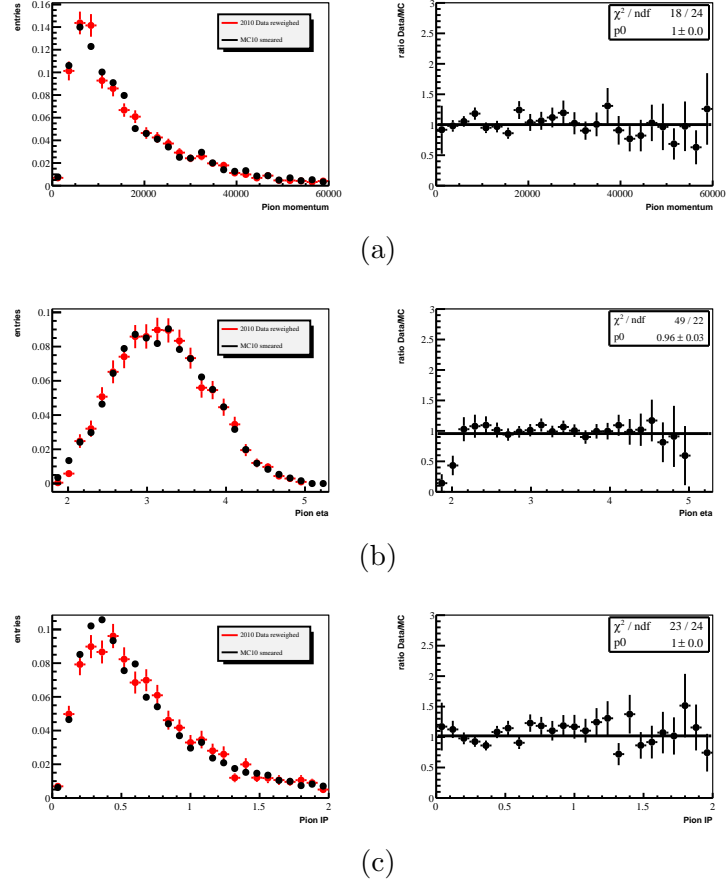 entries
0.16
0.14
0.12
0.1
0.08
0.06
0.04
0.02
0
2010 Data reweighed
MC10 smeared
0 20000 40000 60000
Pion momentum
ratio Data/MC
3
2.5
2
1.5
1
0.5
0
χ² / ndf 18 / 24
p0 1 ± 0.0
0 20000 40000 60000
Pion momentum
(a)
entries
0.1
0.08
0.06
0.04
0.02
0
2010 Data reweighed
MC10 smeared
2 3 4 5
Pion eta
ratio Data/MC
3
2.5
2
1.5
1
0.5
0
χ² / ndf 49 / 22
p0 0.96 ± 0.03
2 3 4 5
Pion eta
(b)
entries
0.1
0.08
0.06
0.04
0.02
0
2010 Data reweighed
MC10 smeared
0 0.5 1 1.5 2
Pion IP
ratio Data/MC
3
2.5
2
1.5
1
0.5
0
χ² / ndf 23 / 24
p0 1 ± 0.0
0 0.5 1 1.5 2
Pion IP
(c)